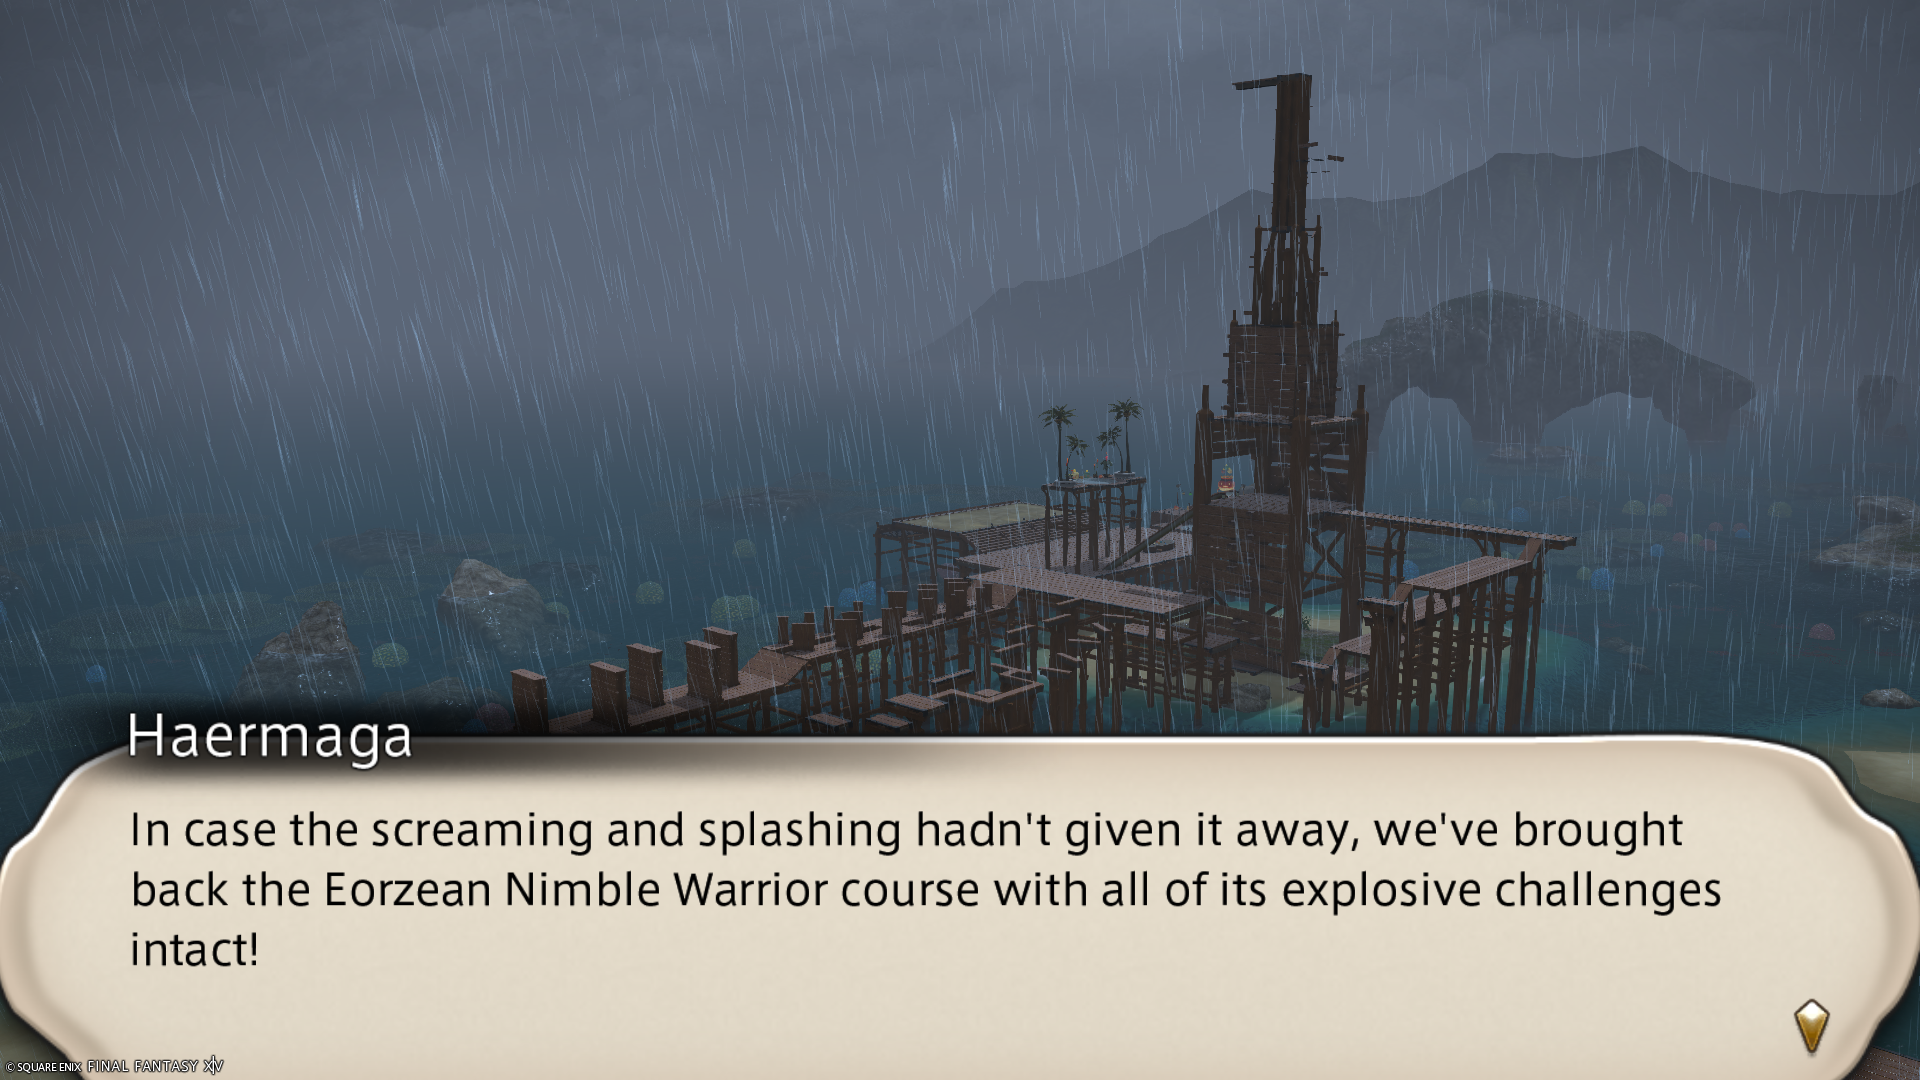 Haermaga
In case the screaming and splashing hadn't given it away, we've brought
back the Eorzean Nimble Warrior course with all of its explosive challenges
intact!
© SQUARE ENIX FINAL FANTASY XIV